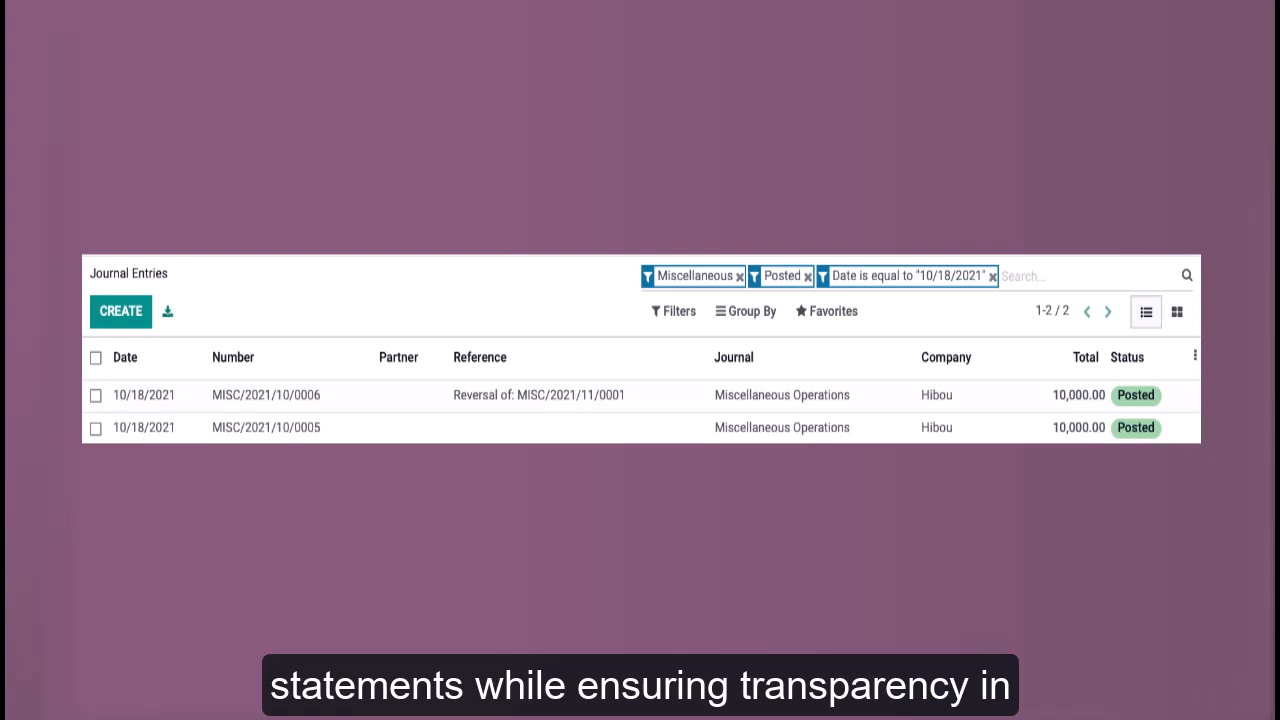 Journal Entries
Miscellaneous x Posted x Date is equal to "10/18/2021" x Search...
CREATE Filters Group By Favorites 1-2 / 2
Date Number Partner Reference Journal Company Total Status
10/18/2021 MISC/2021/10/0006 Reversal of: MISC/2021/11/0001 Miscellaneous Operations Hibou 10,000.00 Posted
10/18/2021 MISC/2021/10/0005 Miscellaneous Operations Hibou 10,000.00 Posted
statements while ensuring transparency in